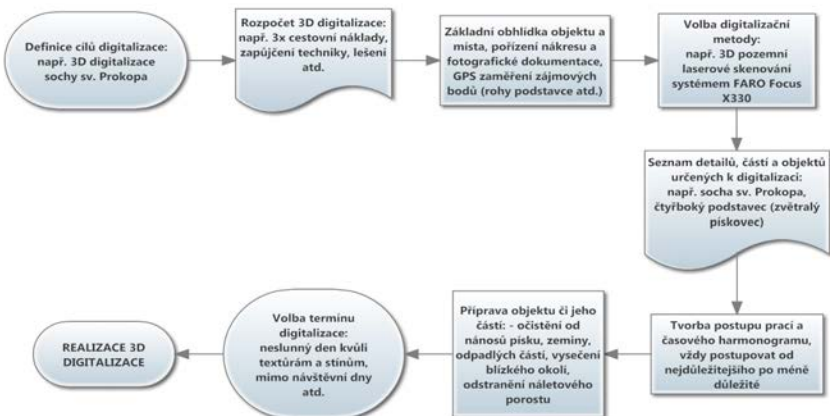 Definice cílů digitalizace:
např. 3D digitalizace
sochy sv. Prokopa
Rozpočet 3D digitalizace:
např. 3x cestovní náklady,
zapůjčení techniky, lešení
atd.
Základní obhlídka objektu a
místa, pořízení nákresu a
fotografické dokumentace,
GPS zaměření zájmových
bodů (rohy podstavce atd.)
Volba digitalizační
metody:
např. 3D pozemní
laserové skenování
systémem FARO Focus
X330
Seznam detailů, částí a objektů
určených k digitalizaci:
např. socha sv. Prokopa,
čtyřboký podstavec (zvětralý
pískovec)
Tvorba postupu prací a
časového harmonogramu,
vždy postupovat od
nejdůležitějšího po méně
důležité
Příprava objektu či jeho
částí: - očistění od
nánosů písku, zeminy,
odpadlých částí, vysečení
blízkého okolí,
odstranění náletového
porostu
Volba termínu
digitalizace:
neslunný den kvůli
texturám a stínům,
mimo návštěvní dny
atd.
REALIZACE 3D
DIGITALIZACE